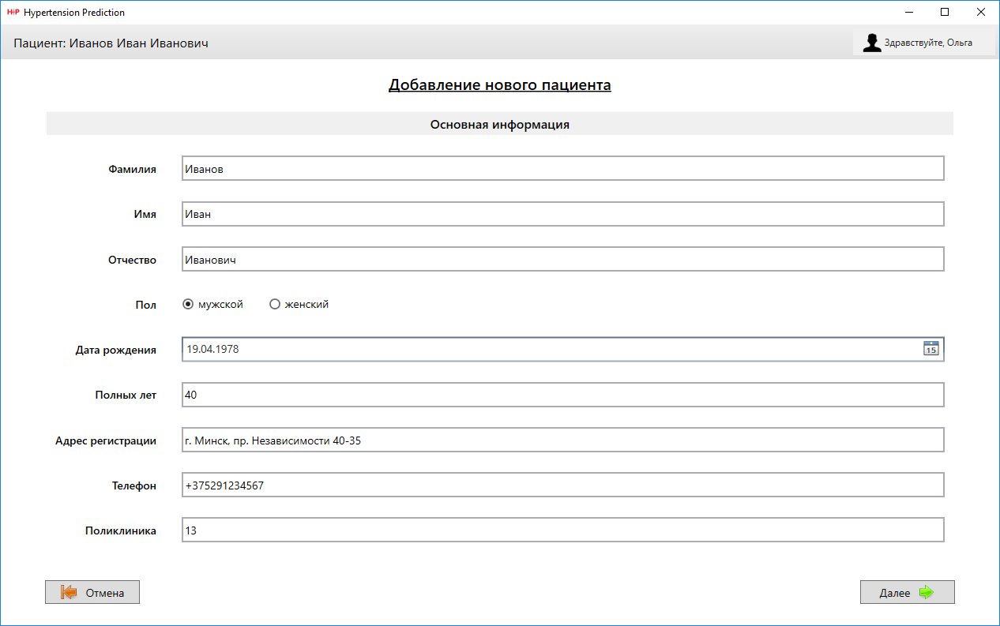 H+P Hypertension Prediction
Пациент: Иванов Иван Иванович
Здравствуйте, Ольга
Добавление нового пациента
Основная информация
Фамилия Иванов
Имя Иван
Отчество Иванович
Пол мужской женский
Дата рождения 19.04.1978 15
Полных лет 40
Адрес регистрации г. Минск, пр. Независимости 40-35
Телефон +375291234567
Поликлиника 13
Отмена Далее